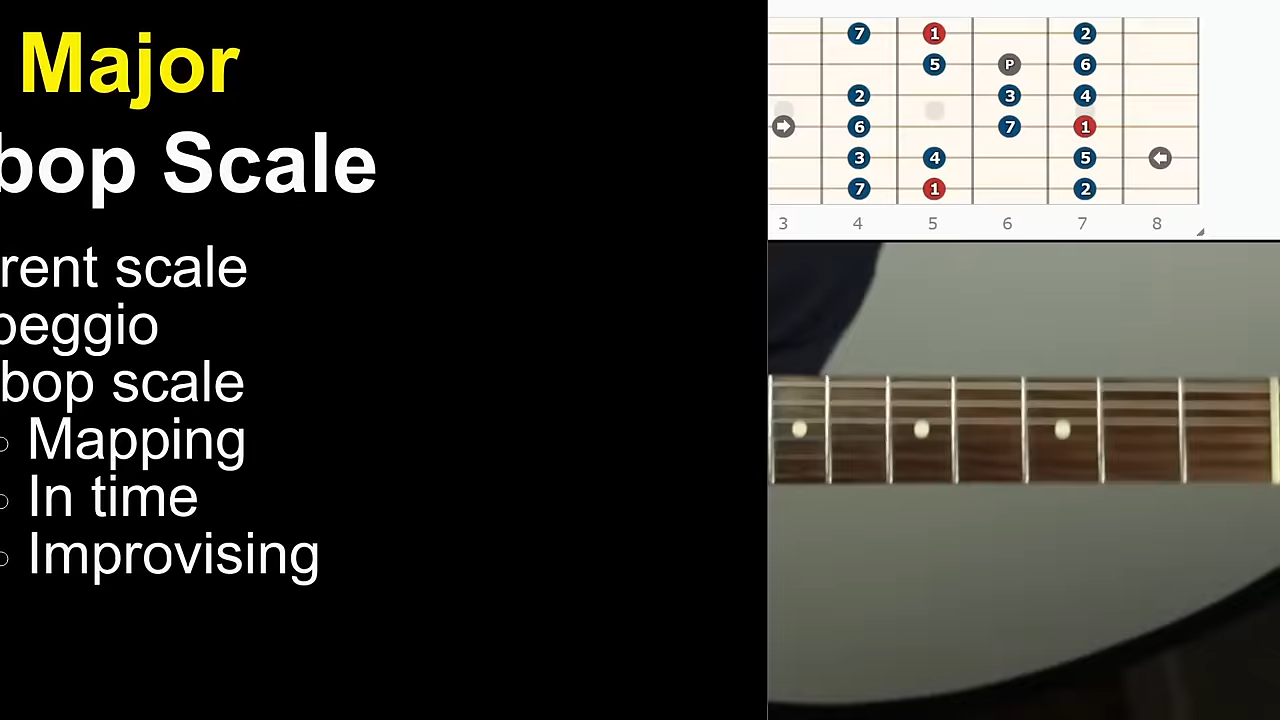 Major
bop Scale
rent scale
peggio
bop scale
Mapping
In time
Improvising
7 1 2
5 P 6
2 3 4
6 7 1
3 4 5
7 1 2
3 4 5 6 7 8